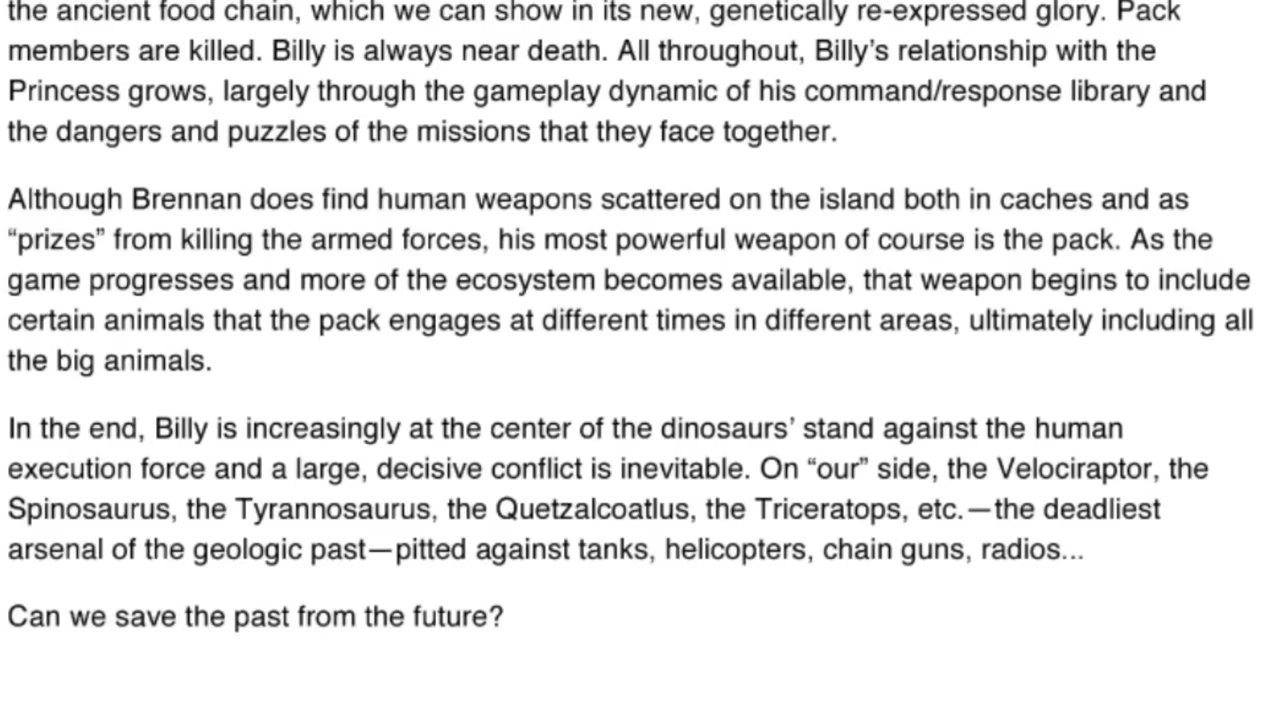 the ancient food chain, which we can show in its new, genetically re-expressed glory. Pack
members are killed. Billy is always near death. All throughout, Billy’s relationship with the
Princess grows, largely through the gameplay dynamic of his command/response library and
the dangers and puzzles of the missions that they face together.
Although Brennan does find human weapons scattered on the island both in caches and as
“prizes” from killing the armed forces, his most powerful weapon of course is the pack. As the
game progresses and more of the ecosystem becomes available, that weapon begins to include
certain animals that the pack engages at different times in different areas, ultimately including all
the big animals.
In the end, Billy is increasingly at the center of the dinosaurs’ stand against the human
execution force and a large, decisive conflict is inevitable. On “our” side, the Velociraptor, the
Spinosaurus, the Tyrannosaurus, the Quetzalcoatlus, the Triceratops, etc.—the deadliest
arsenal of the geologic past—pitted against tanks, helicopters, chain guns, radios...
Can we save the past from the future?